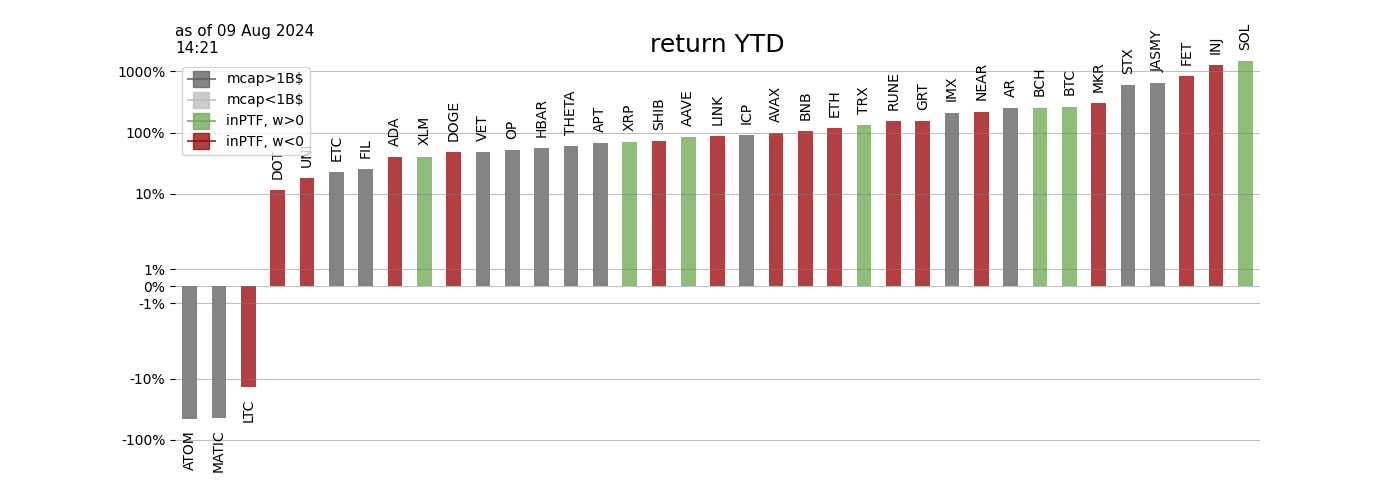 as of 09 Aug 2024
14:21
return YTD
1000%
100%
10%
1%
0%
-1%
-10%
-100%
mcap>1B$
mcap<1B$
inPTF, w>0
inPTF, w<0
ATOM
MATIC
LTC
DOT
UNI
ETC
FIL
ADA
XLM
DOGE
VET
OP
HBAR
THETA
APT
XRP
SHIB
AAVE
LINK
ICP
AVAX
BNB
ETH
TRX
RUNE
GRT
IMX
NEAR
AR
BCH
BTC
MKR
STX
JASMY
FET
INJ
SOL